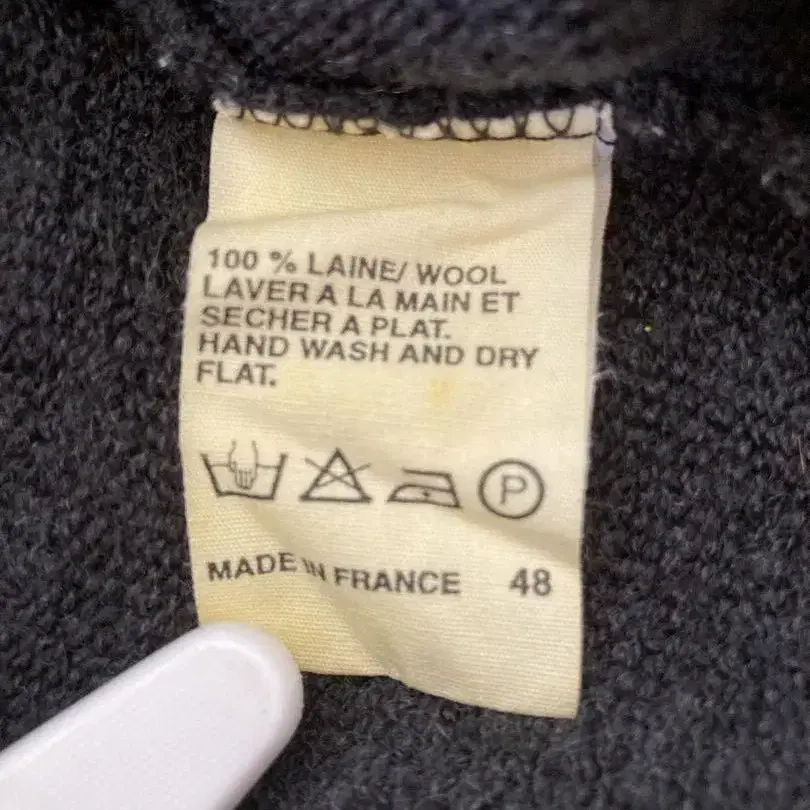 100 % LAINE/ WOOL
LAVER A LA MAIN ET
SECHER A PLAT.
HAND WASH AND DRY
FLAT.
P
MADE IN FRANCE 48